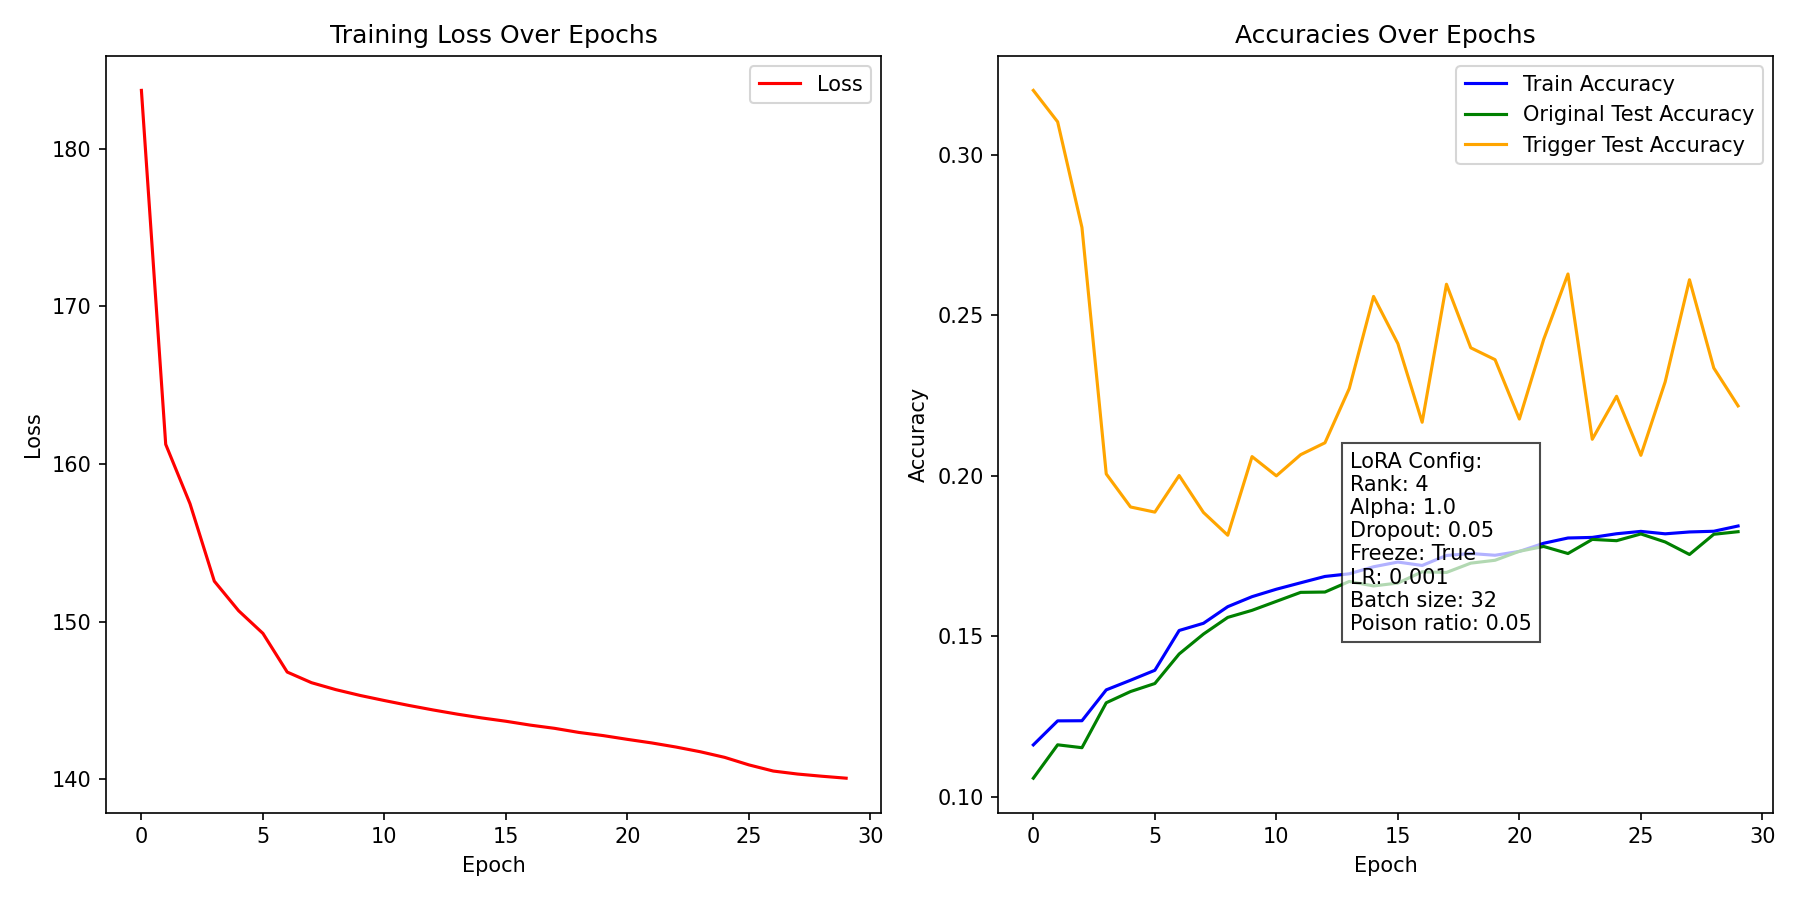 Training Loss Over Epochs
Loss
180
170
160
150
140
Loss
0
5
10
15
20
25
30
Epoch
Accuracies Over Epochs
Train Accuracy
Original Test Accuracy
Trigger Test Accuracy
0.30
0.25
0.20
0.15
0.10
Accuracy
LoRA Config:
Rank: 4
Alpha: 1.0
Dropout: 0.05
Freeze: True
LR: 0.001
Batch size: 32
Poison ratio: 0.05
0
5
10
15
20
25
30
Epoch